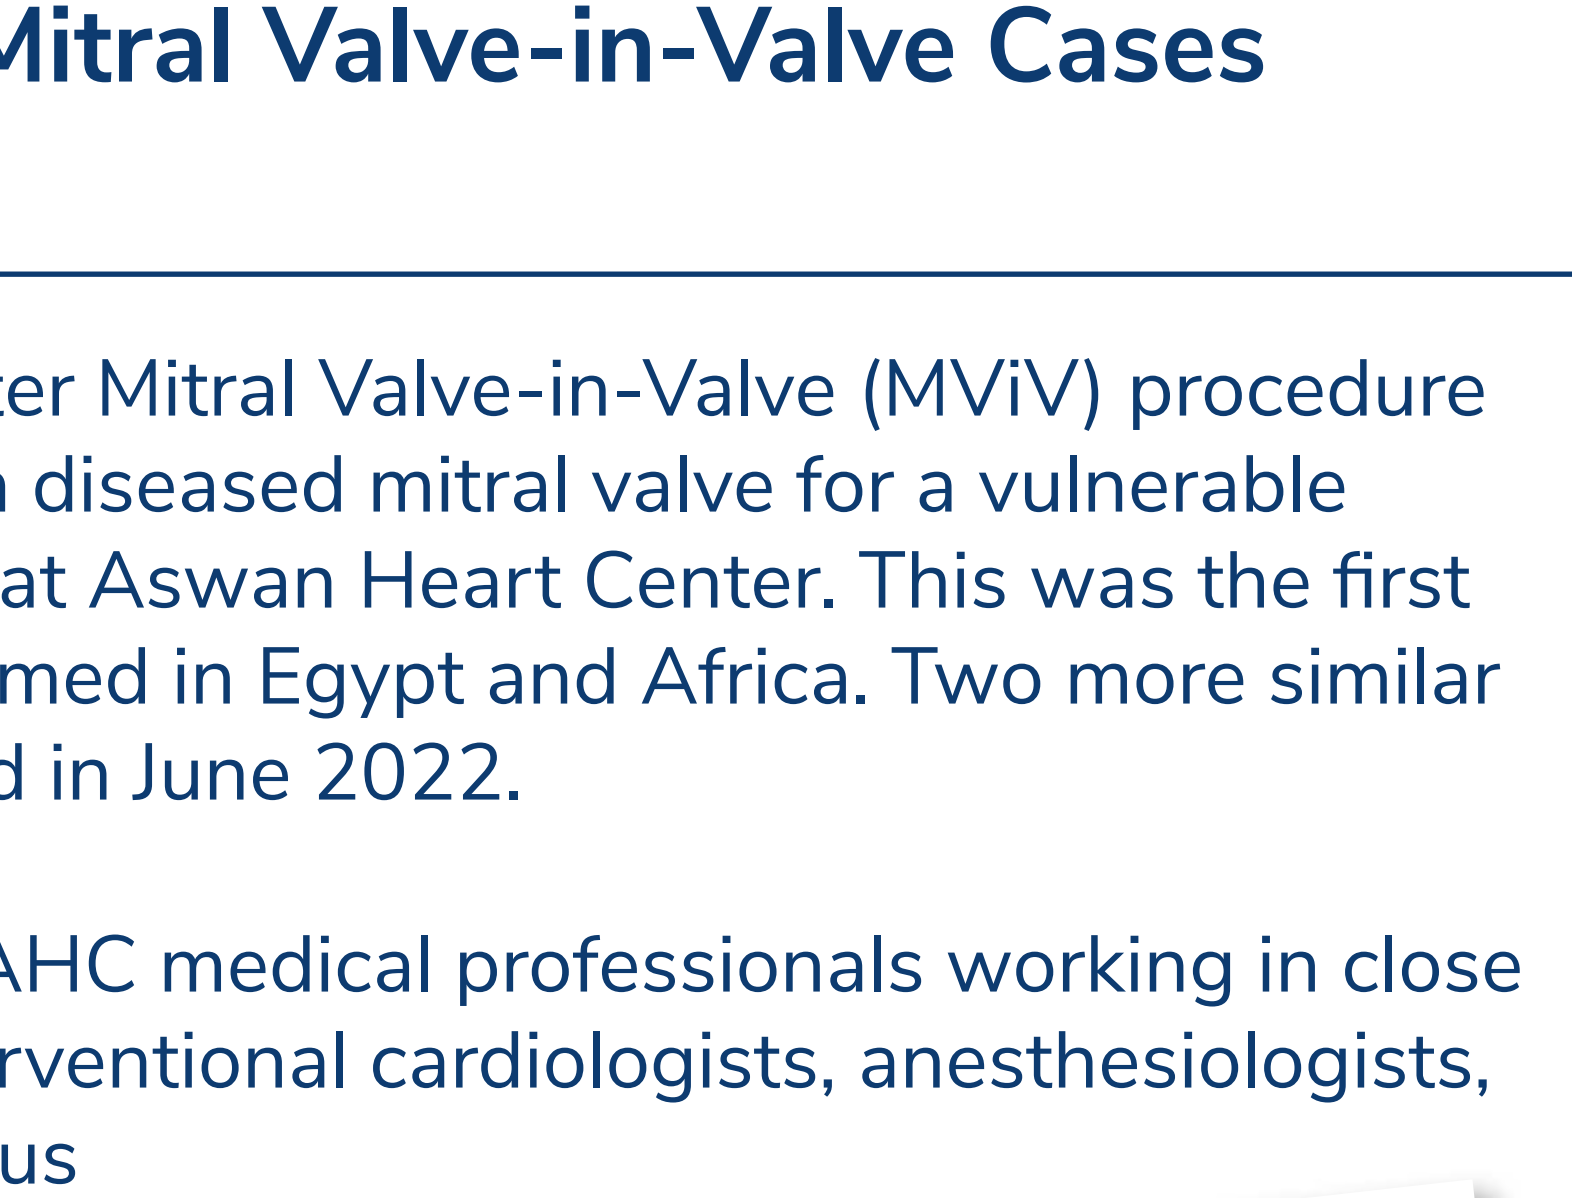 Mitral Valve-in-Valve Cases
ter Mitral Valve-in-Valve (MViV) procedure
diseased mitral valve for a vulnerable
at Aswan Heart Center. This was the first
med in Egypt and Africa. Two more similar
d in June 2022.
AHC medical professionals working in close
rventional cardiologists, anesthesiologists,
us